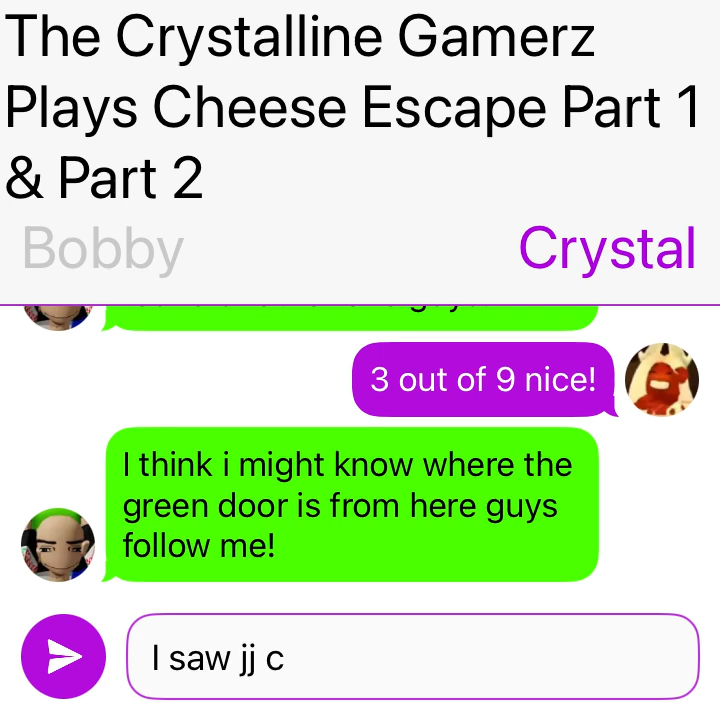 The Crystalline Gamerz
Plays Cheese Escape Part 1
& Part 2
Bobby
Crystal
3 out of 9 nice!
I think i might know where the
green door is from here guys
follow me!
I saw jj c